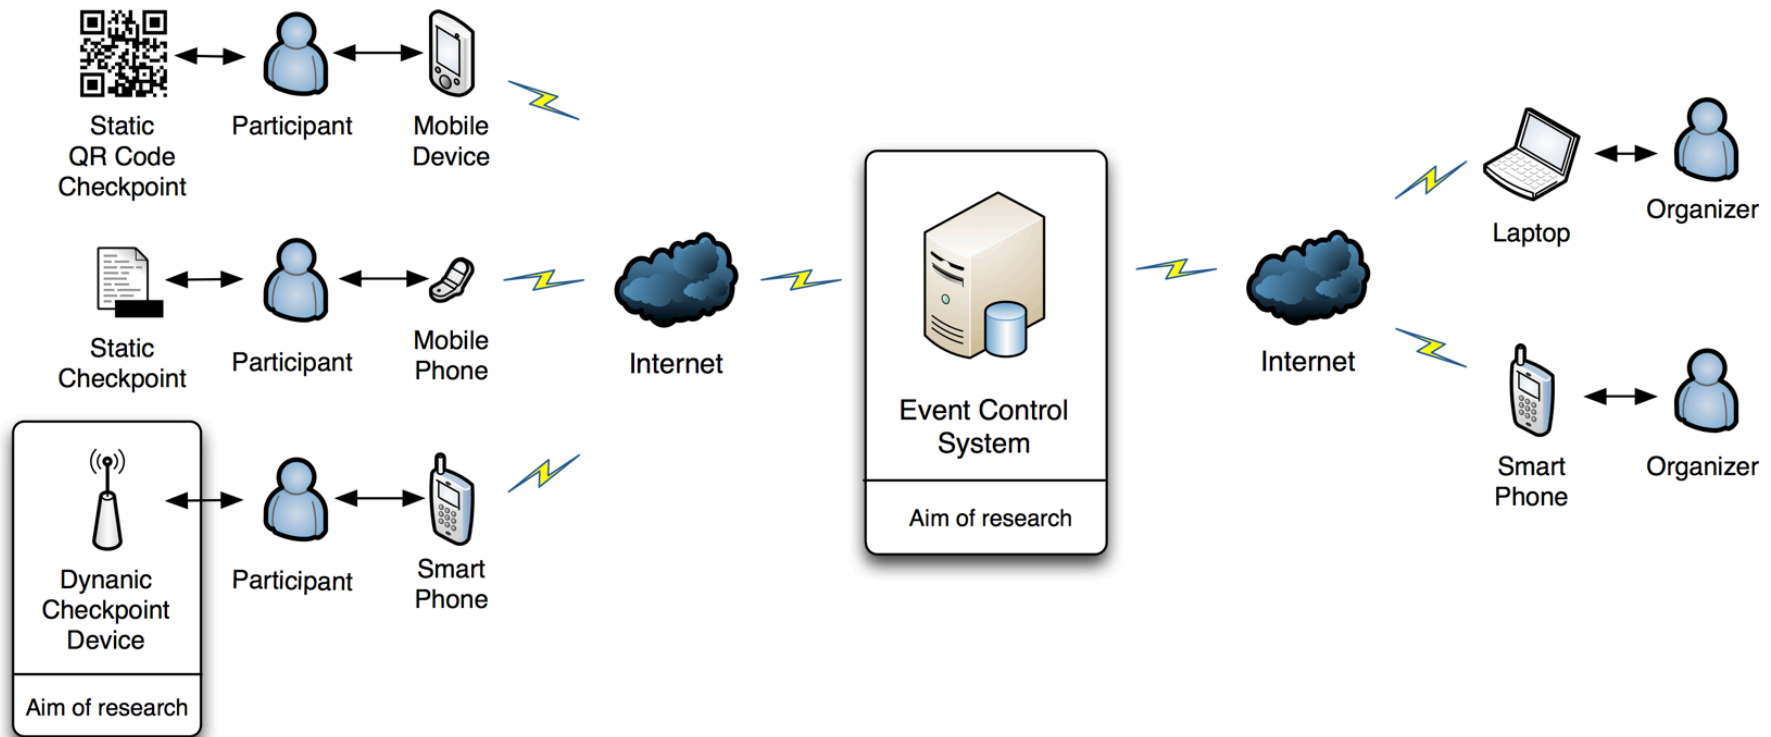 Static
QR Code
Checkpoint
Participant
Mobile
Device
Static
Checkpoint
Participant
Mobile
Phone
Dynanic
Checkpoint
Device
Aim of research
Participant
Smart
Phone
Internet
Event Control
System
Aim of research
Internet
Laptop
Organizer
Smart
Phone
Organizer